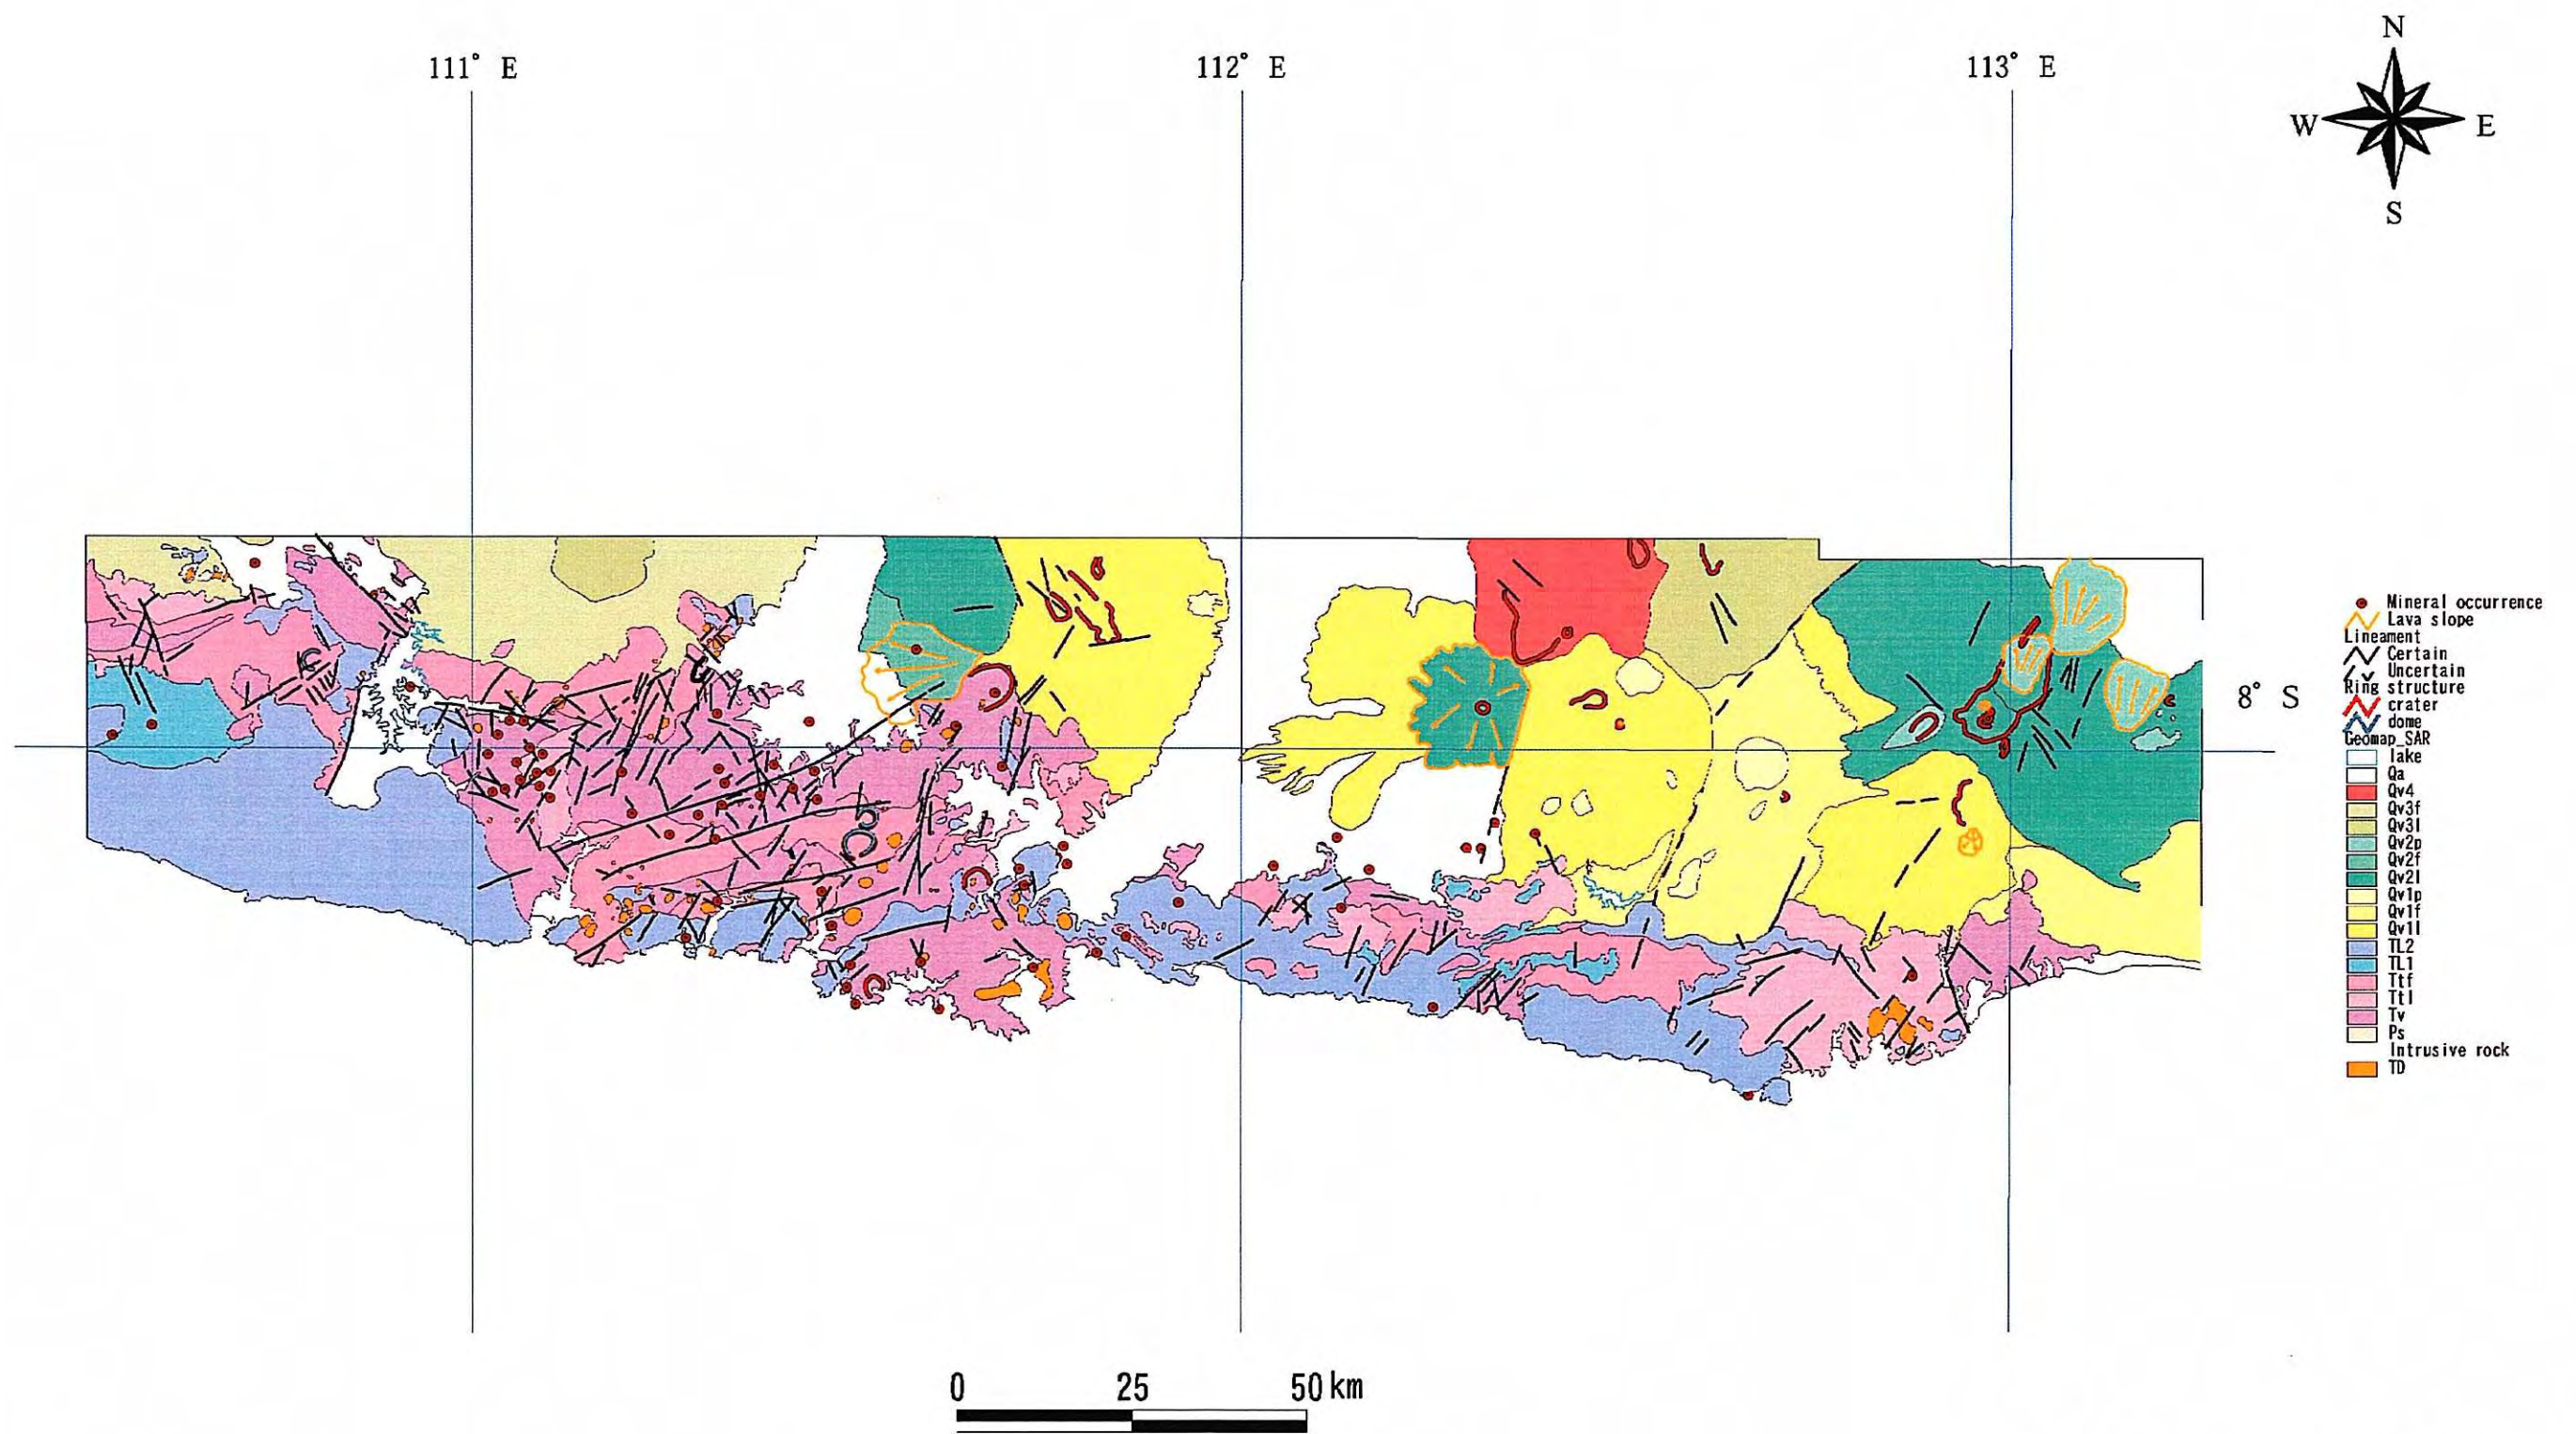 N
111° E
112° E
113° E
W
E
S
8° S
Mineral occurrence
Lava slope
Lineament
Certain
Uncertain
Ring structure
crater
dome
Geomap_SAR
lake
Qa
Qv4
Qv3f
Qv3l
Qv2p
Qv2f
Qv2l
Qv1p
Qv1f
Qv1l
TL2
TL1
Ttf
Ttl
Tv
Ps
Intrusive rock
TD
0 25 50km